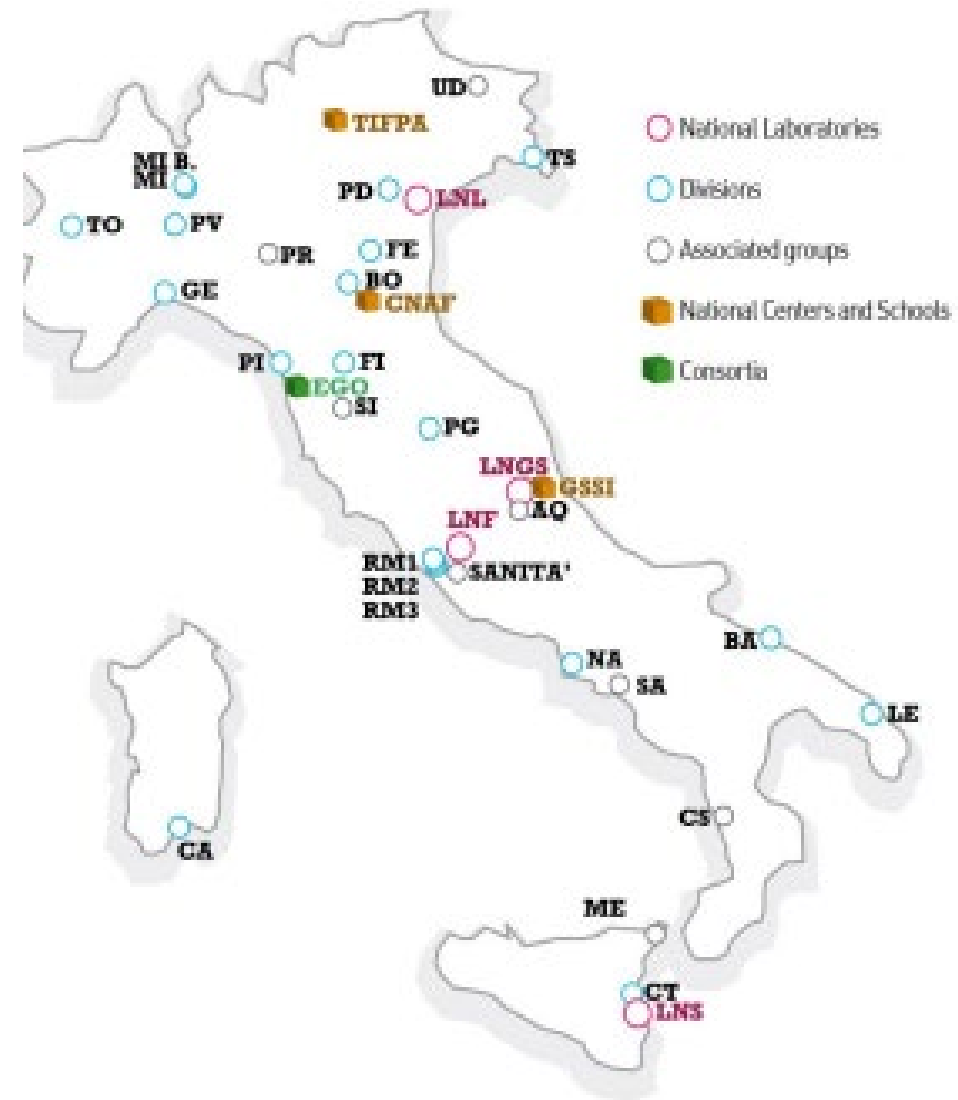 UD
TIFPA
National Laboratories
MI B.
MI
TS
PD
LNL
Divisions
TO
PV
PR
FE
Associated groups
BO
GE
CNAF
National Centers and Schools
PI
FI
EGO
Consortia
SI
PG
LNGS
GSSI
AQ
LNF
RM1
SANITA'
RM2
RM3
BA
NA
SA
LE
CS
CA
ME
CT
LNS